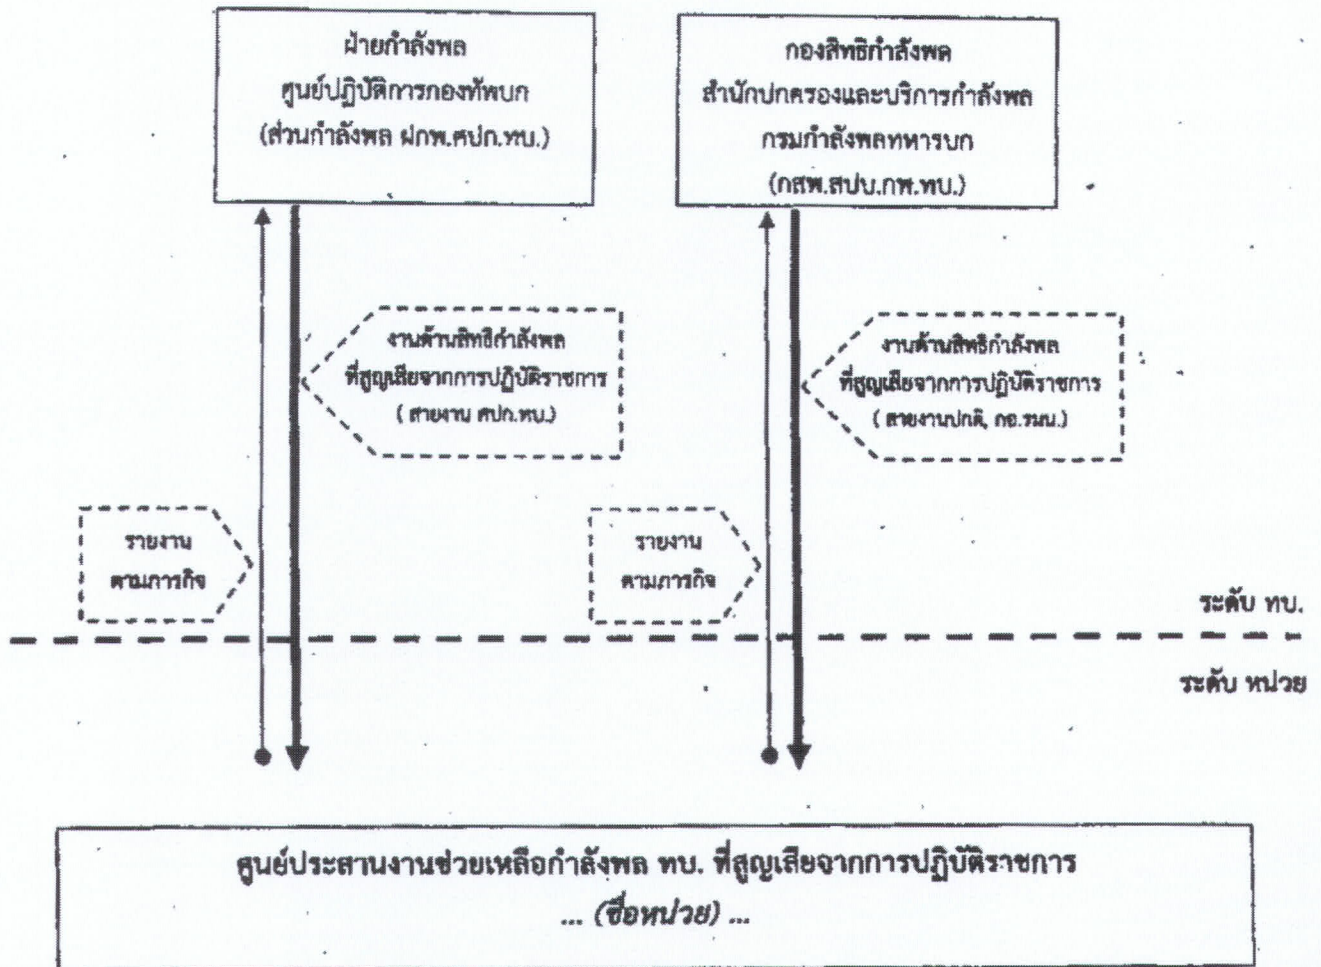 ฝ่ายกำลังพล
ศูนย์ปฏิบัติการกองทัพบก
(ส่วนกำลังพล ฝกพ.ศปก.ทบ.)
กองสิทธิกำลังพล
สำนักปกครองและบริการกำลังพล
กรมกำลังพลทหารบก
(กสพ.สปบ.กพ.ทบ.)
งานด้านสิทธิกำลังพล
ที่สูญเสียจากการปฏิบัติราชการ
( สายงาน ศปก.ทบ.)
งานด้านสิทธิกำลังพล
ที่สูญเสียจากการปฏิบัติราชการ
( สายงานปกติ, กอ.รมน.)
รายงาน
ตามภารกิจ
รายงาน
ตามภารกิจ
ระดับ ทบ.
ระดับ หน่วย
ศูนย์ประสานงานช่วยเหลือกำลังพล ทบ. ที่สูญเสียจากการปฏิบัติราชการ
... (ชื่อหน่วย) ...